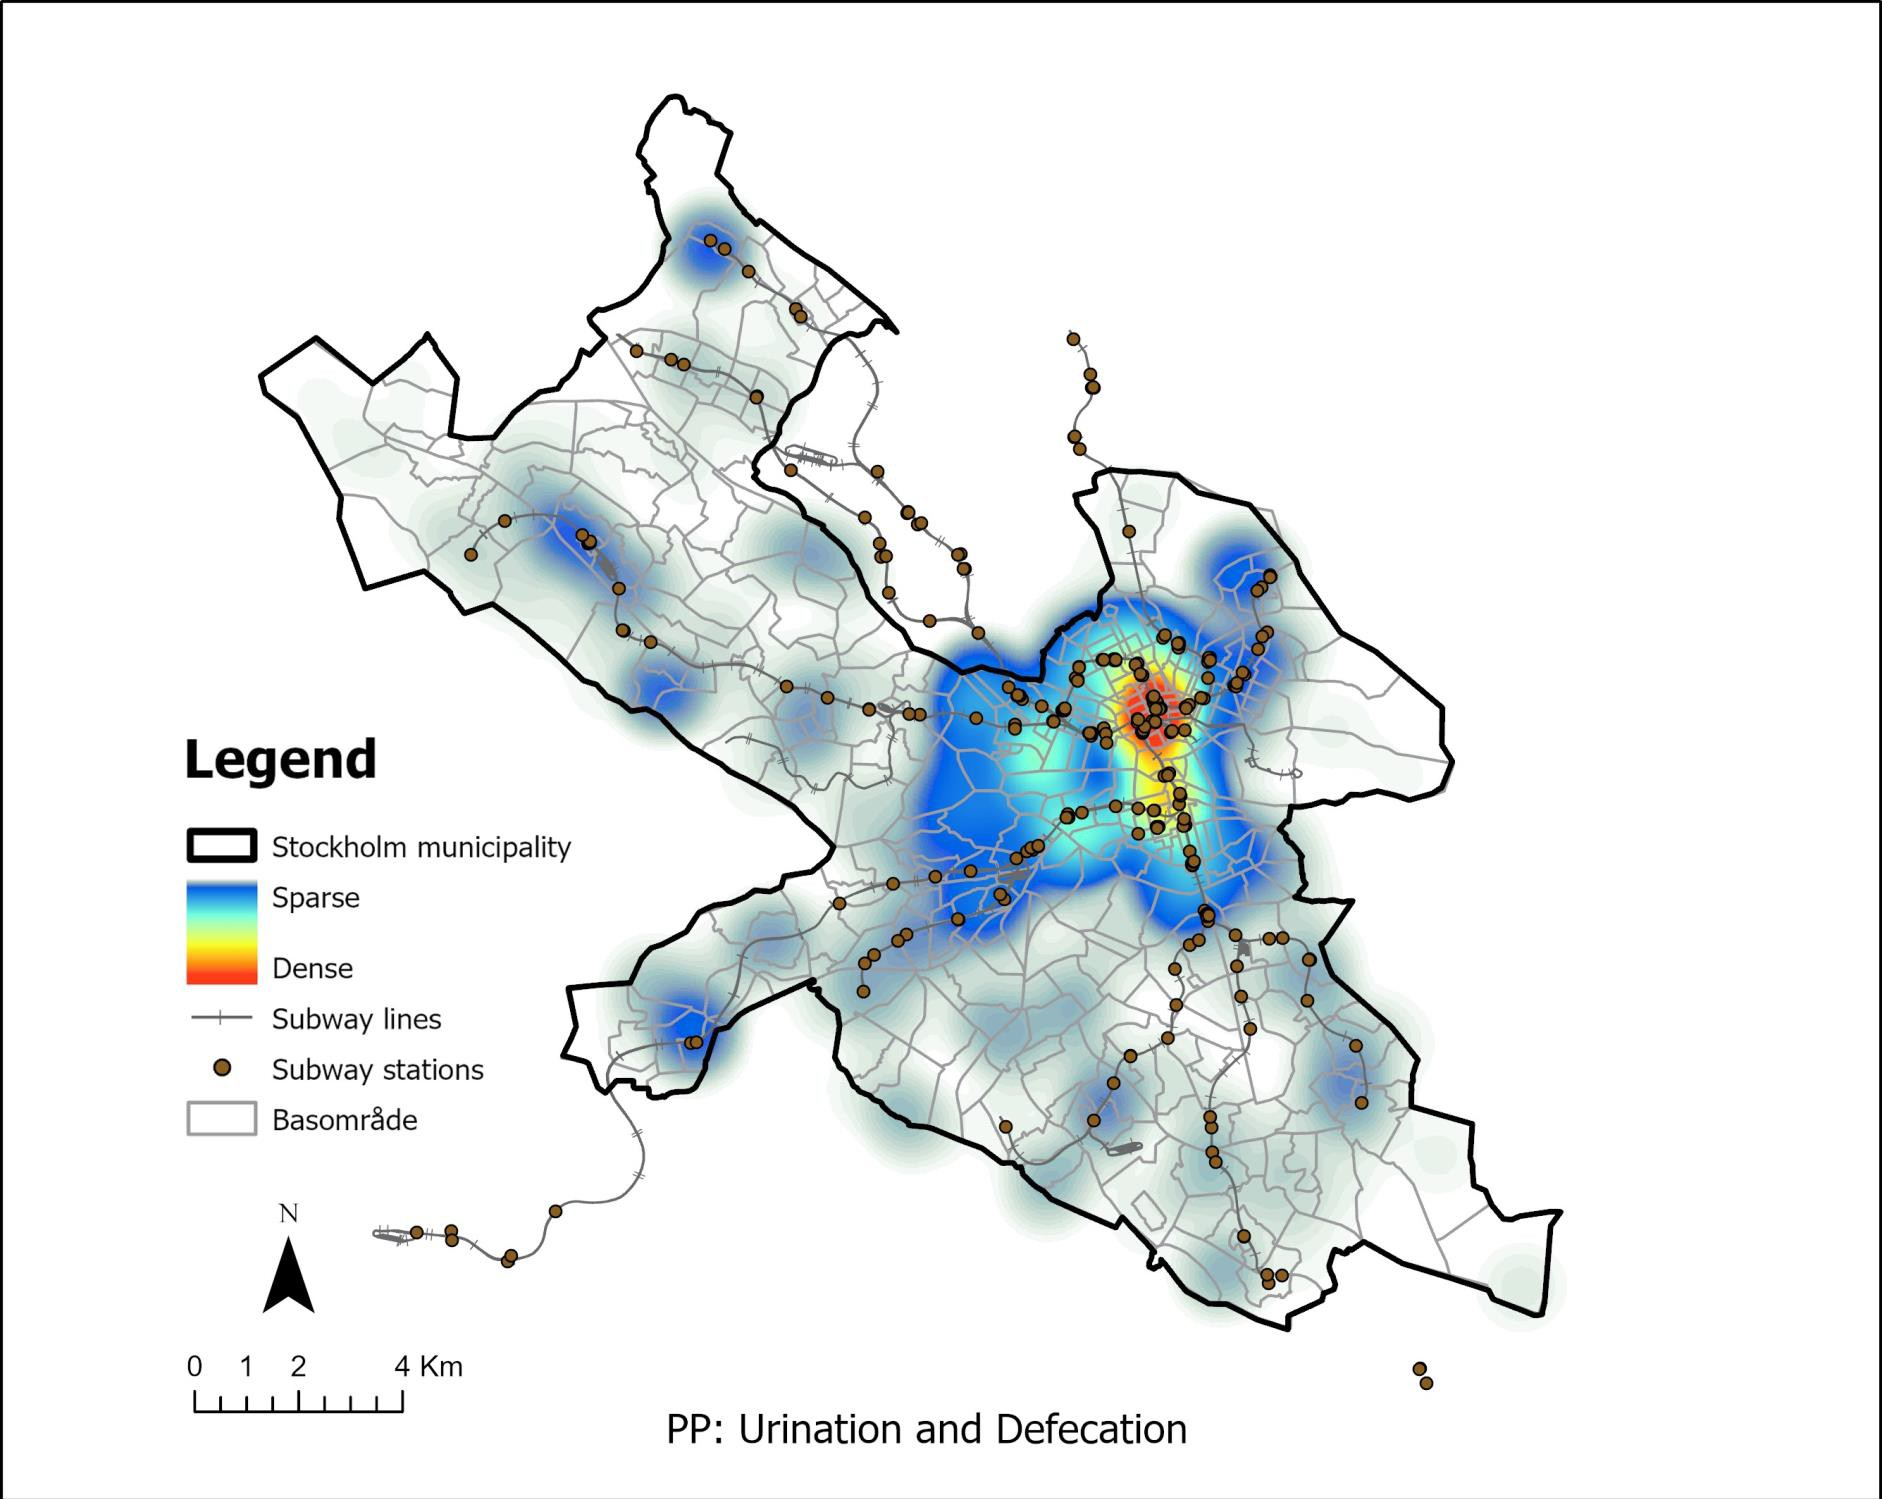 Legend
Stockholm municipality
Sparse
Dense
Subway lines
Subway stations
Basområde
N
0 1 2 4 Km
PP: Urination and Defecation